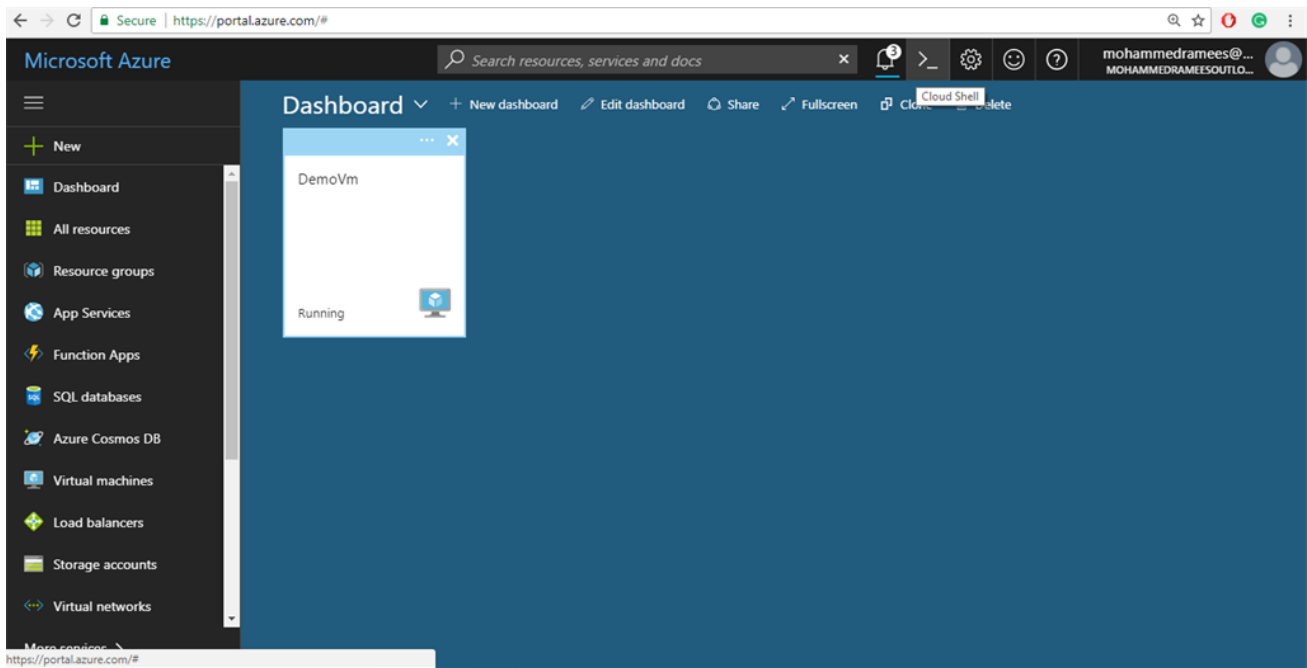 Secure | https://portal.azure.com/#
Microsoft Azure
Search resources, services and docs
3
>_
mohammedramees@...
MOHAMMEDRAMEESOUTLO...
Cloud Shell
Dashboard
New dashboard
Edit dashboard
Share
Fullscreen
New
Dashboard
All resources
Resource groups
App Services
Function Apps
SQL databases
Azure Cosmos DB
Virtual machines
Load balancers
Storage accounts
Virtual networks
More services
DemoVm
Running
https://portal.azure.com/#